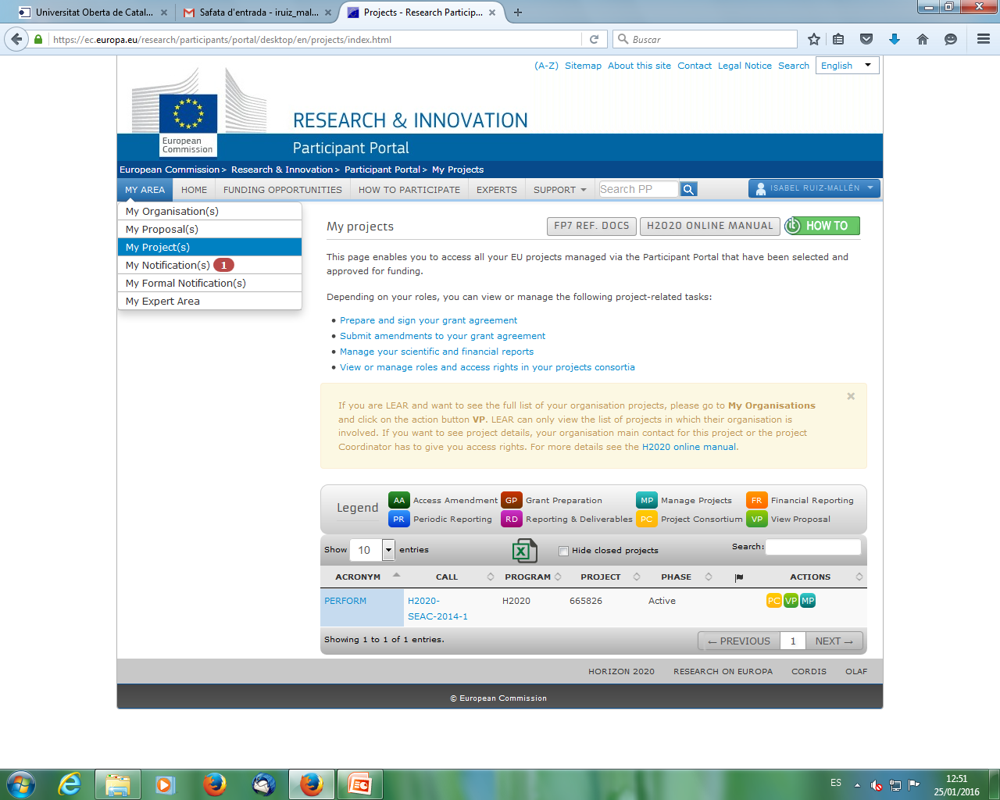 Universitat Oberta de Catal...
Safata d'entrada - iruiz_mal...
Projects - Research Particip...
https://ec.europa.eu/research/participants/portal/desktop/en/projects/index.html
Buscar
(A-Z) Sitemap About this site Contact Legal Notice Search English
RESEARCH & INNOVATION
European
Commission
Participant Portal
European Commission > Research & Innovation > Participant Portal > My Projects
MY AREA HOME FUNDING OPPORTUNITIES HOW TO PARTICIPATE EXPERTS SUPPORT Search PP ISABEL RUIZ-MALLÉN
My Organisation(s)
My Proposal(s)
My Project(s)
My Notification(s) 1
My Formal Notification(s)
My Expert Area
My projects FP7 REF. DOCS H2020 ONLINE MANUAL it HOW TO
This page enables you to access all your EU projects managed via the Participant Portal that have been selected and
approved for funding.
Depending on your roles, you can view or manage the following project-related tasks:
• Prepare and sign your grant agreement
• Submit amendments to your grant agreement
• Manage your scientific and financial reports
• View or manage roles and access rights in your projects consortia
If you are LEAR and want to see the full list of your organisation projects, please go to My Organisations
and click on the action button VP. LEAR can only view the list of projects in which their organisation is
involved. If you want to see project details, your organisation main contact for this project or the project
Coordinator has to give you access rights. For more details see the H2020 online manual.
Legend
AA Access Amendment GP Grant Preparation MP Manage Projects FR Financial Reporting
PR Periodic Reporting RD Reporting & Deliverables PC Project Consortium VP View Proposal
Show 10 entries Hide closed projects Search:
ACRONYM CALL PROGRAM PROJECT PHASE ACTIONS
PERFORM H2020- H2020 665826 Active PC VP MP
SEAC-2014-1
Showing 1 to 1 of 1 entries. ← PREVIOUS 1 NEXT →
HORIZON 2020 RESEARCH ON EUROPA CORDIS OLAF
© European Commission
ES 12:51
25/01/2016